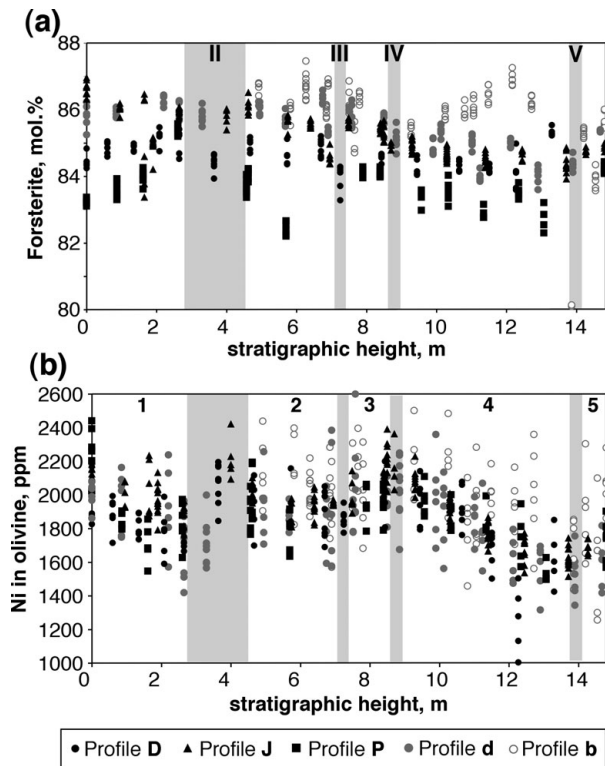 (a)
88
II
III
IV
V
86
84
82
80
Forsterite, mol.%
0 2 4 6 8 10 12 14
stratigraphic height, m
(b)
2600
1
2
3
4
5
2400
2200
2000
1800
1600
1400
1200
1000
Ni in olivine, ppm
0 2 4 6 8 10 12 14
stratigraphic height, m
Profile D Profile J Profile P Profile d Profile b